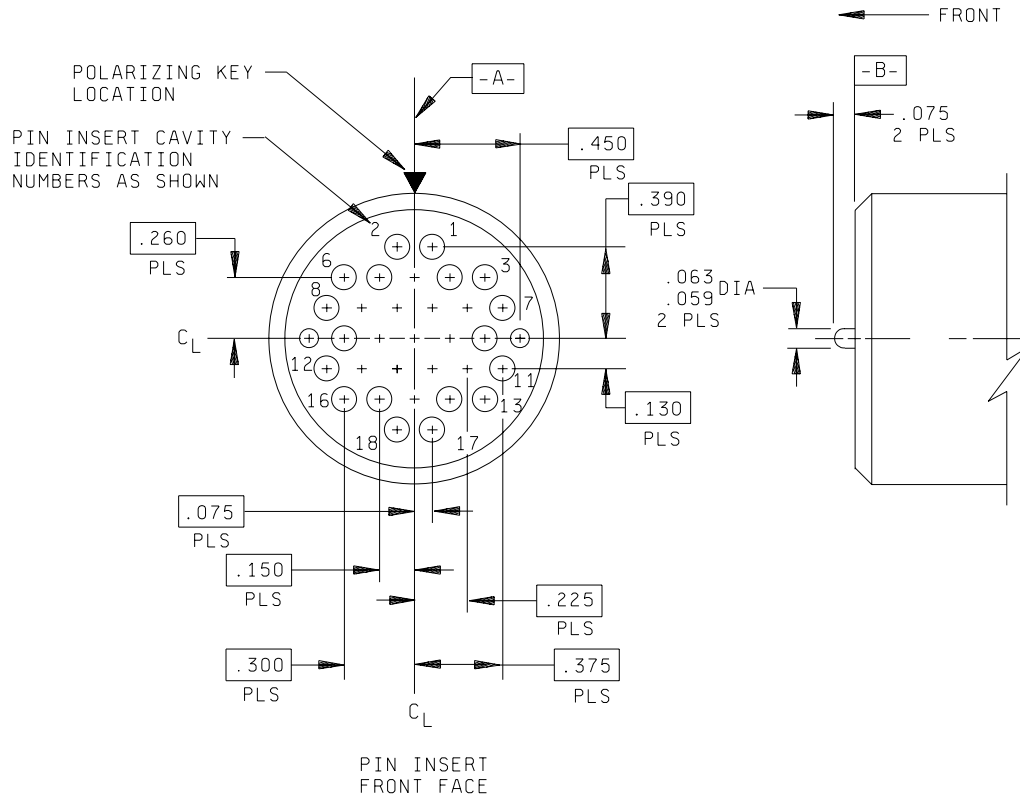 FRONT
POLARIZING KEY
LOCATION
-A-
-B-
.075
2 PLS
PIN INSERT CAVITY
IDENTIFICATION
NUMBERS AS SHOWN
.450
PLS
.390
PLS
.260
PLS
2
1
6
3
8
7
.063
.059
DIA
2 PLS
CL
12
11
16
13
.130
PLS
18
17
.075
PLS
.150
PLS
.225
PLS
.300
PLS
.375
PLS
CL
PIN INSERT
FRONT FACE